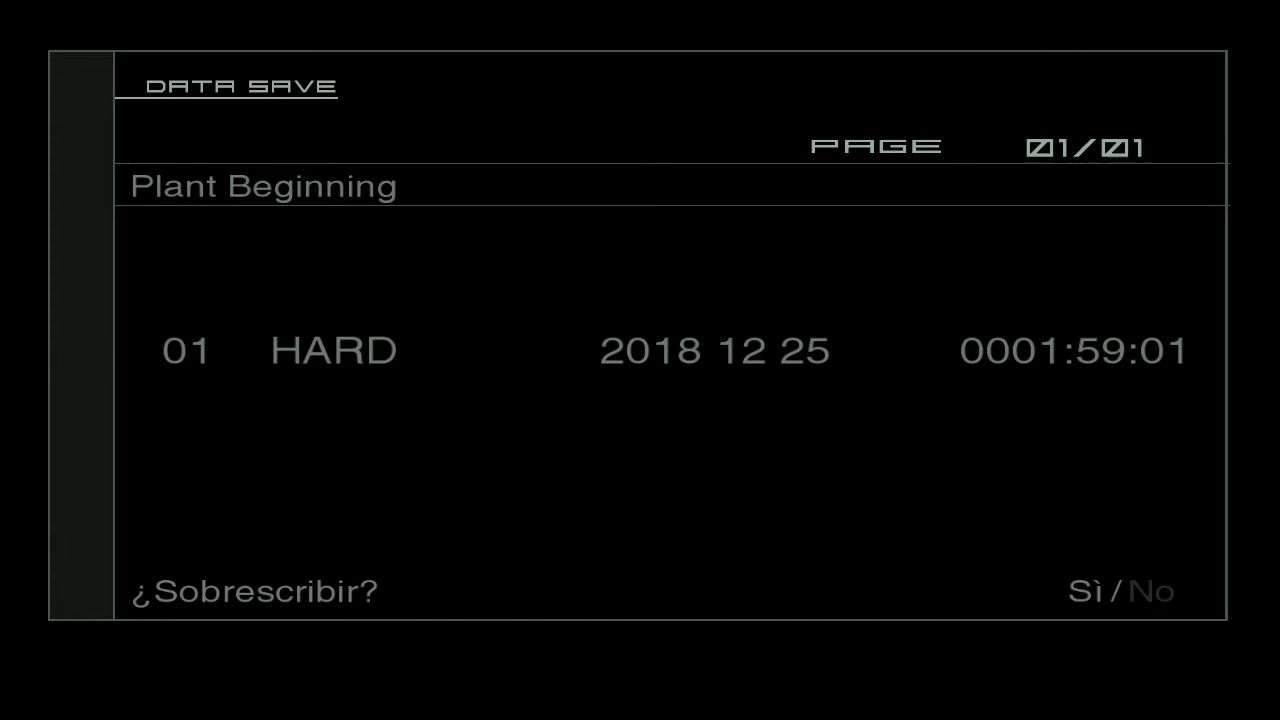 DATA SAVE
PAGE 01/01
Plant Beginning
01 HARD 2018 12 25 0001:59:01
¿Sobrescribir? Sì / No